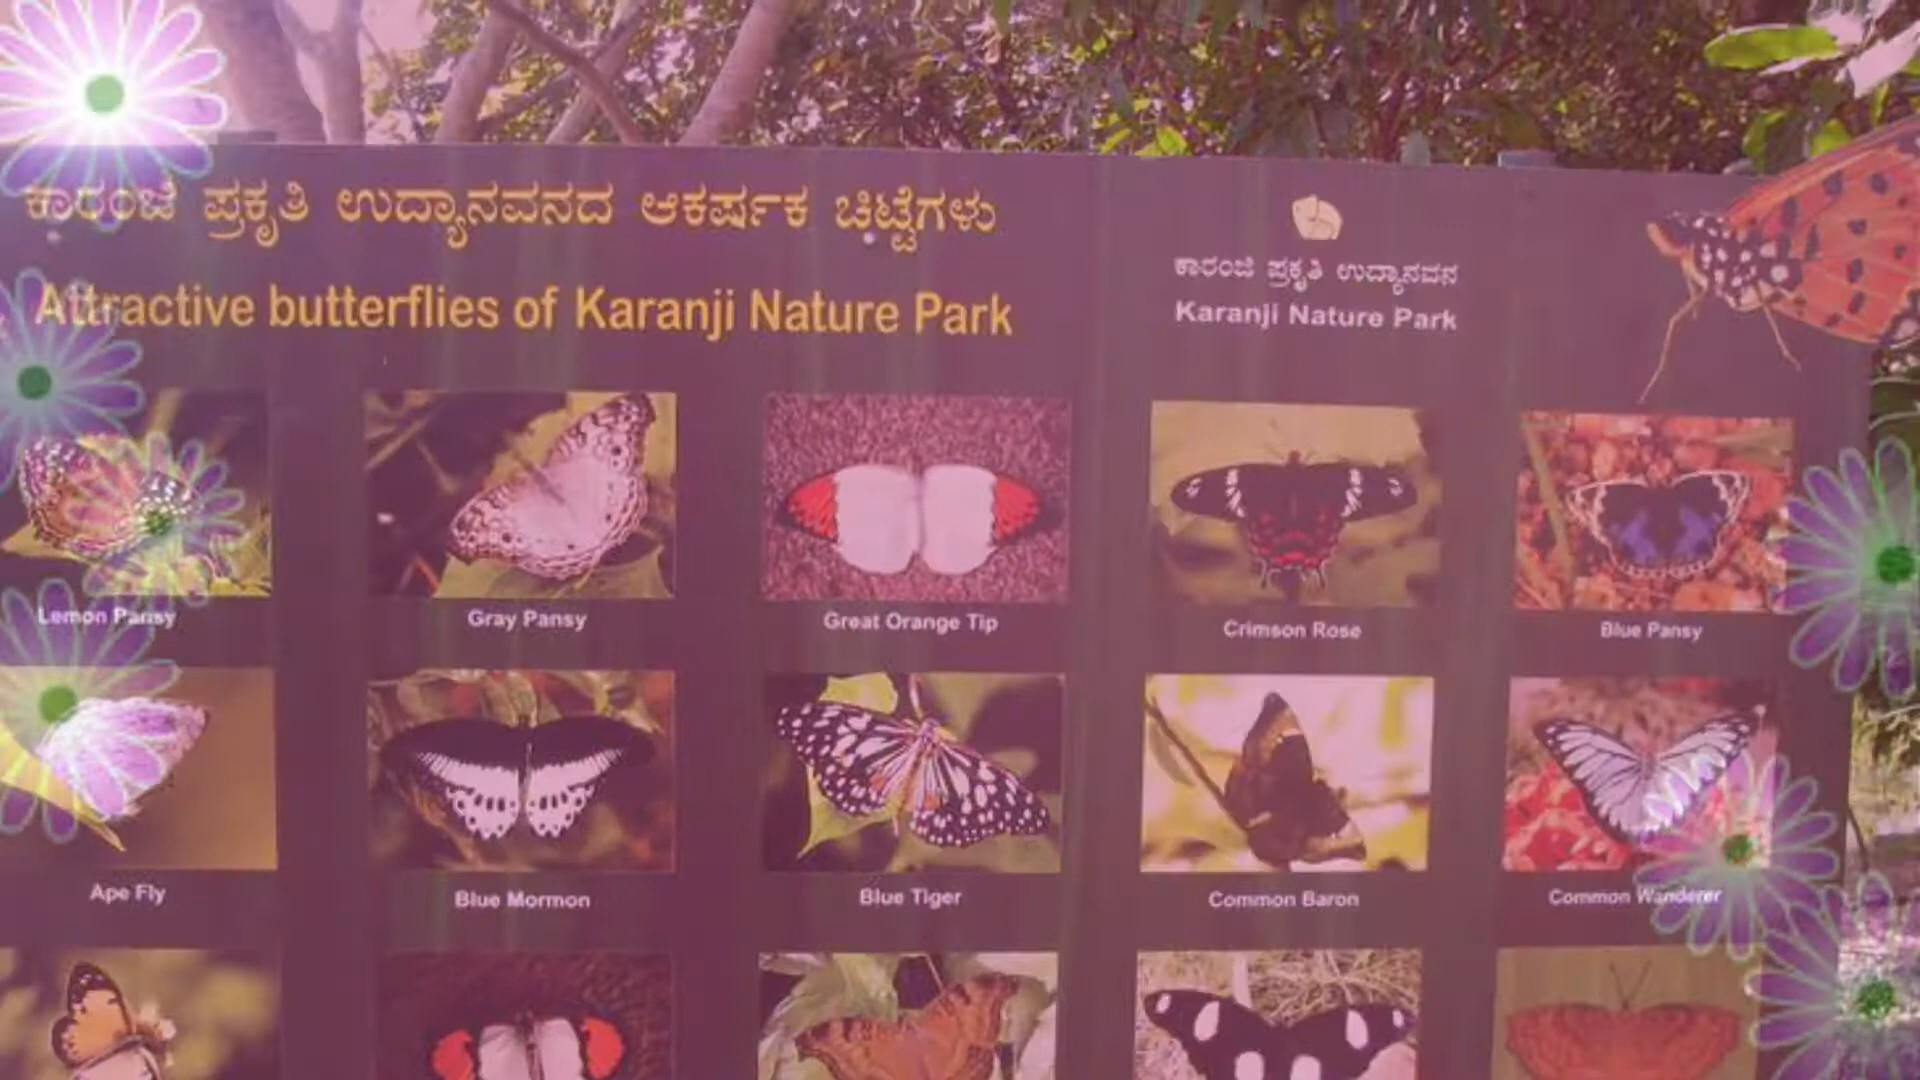 ಕಾರಂಜಿ ಪ್ರಕೃತಿ ಉದ್ಯಾನವನದ ಆಕರ್ಷಕ ಚಿಟ್ಟೆಗಳು
Attractive butterflies of Karanji Nature Park
ಕಾರಂಜಿ ಪ್ರಕೃತಿ ಉದ್ಯಾನವನ
Karanji Nature Park
Lemon Pansy
Gray Pansy
Great Orange Tip
Crimson Rose
Blue Pansy
Ape Fly
Blue Mormon
Blue Tiger
Common Baron
Common Wanderer